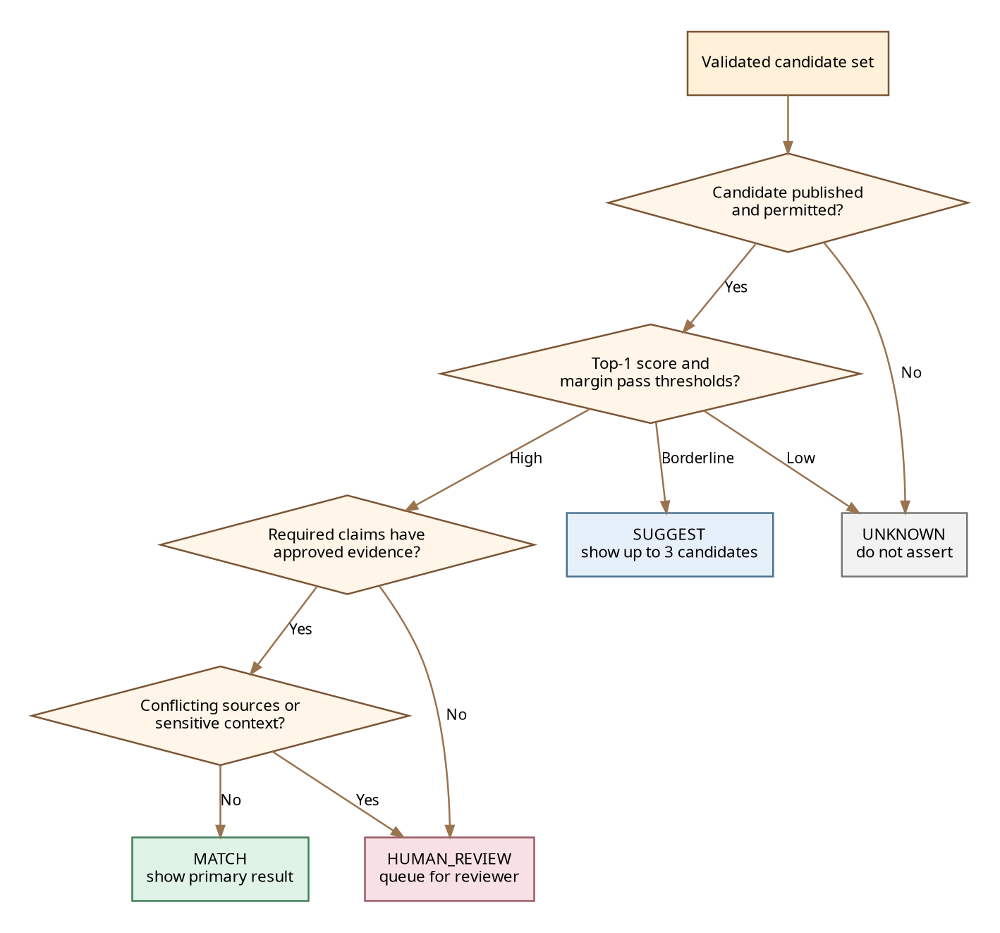 Validated candidate set
Candidate published
and permitted?
Yes
No
Top-1 score and
margin pass thresholds?
High
Borderline
Low
Required claims have
approved evidence?
SUGGEST
show up to 3 candidates
UNKNOWN
do not assert
Yes
No
Conflicting sources or
sensitive context?
No
Yes
MATCH
show primary result
HUMAN_REVIEW
queue for reviewer